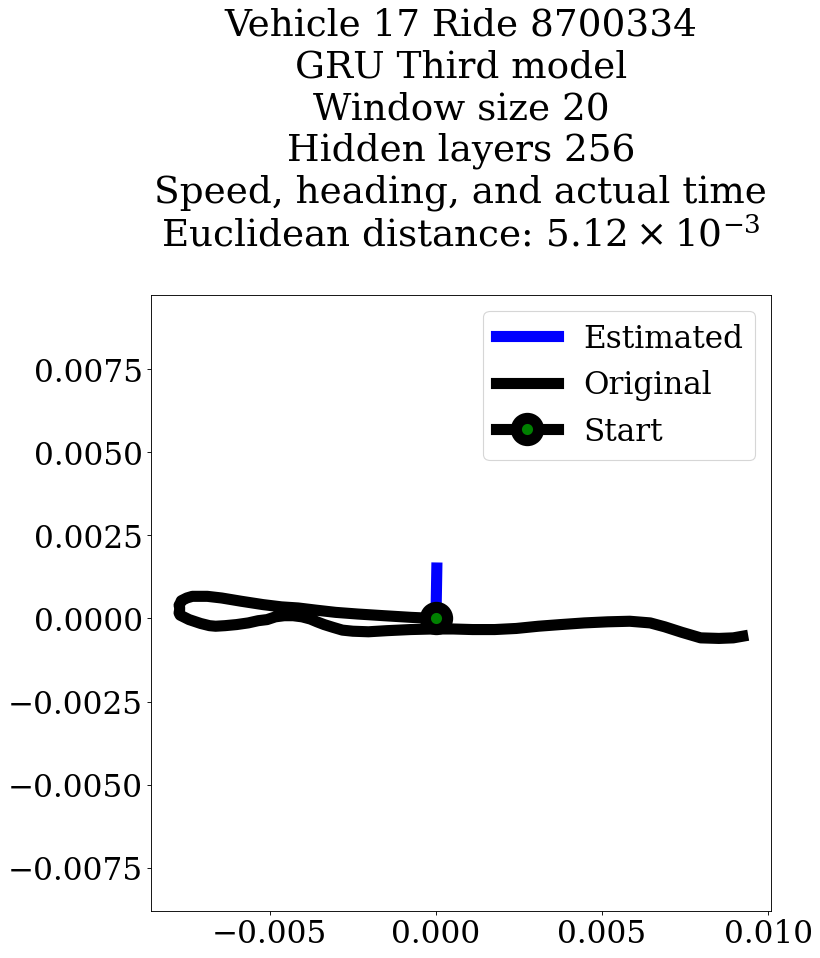 Vehicle 17 Ride 8700334
GRU Third model
Window size 20
Hidden layers 256
Speed, heading, and actual time
Euclidean distance: 5.12 × 10⁻³
Estimated
Original
Start
0.0075
0.0050
0.0025
0.0000
−0.0025
−0.0050
−0.0075
−0.005
0.000
0.005
0.010